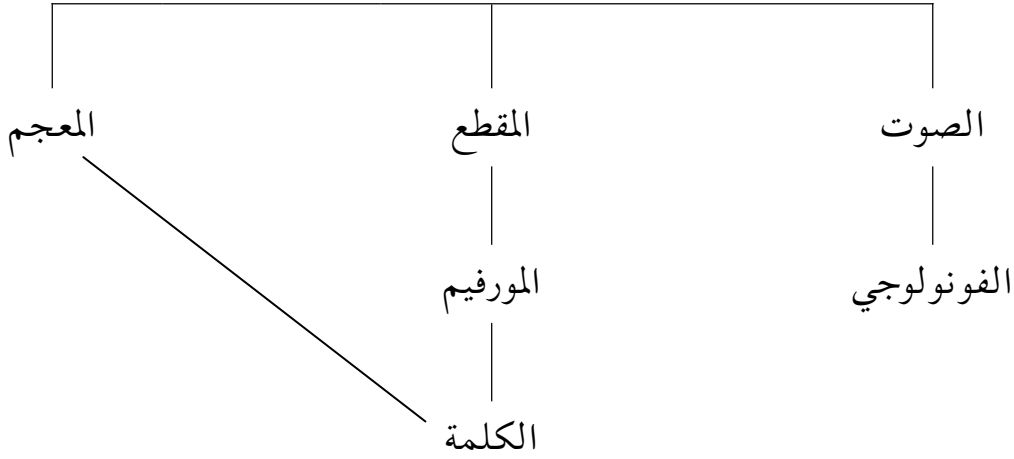 الصوت المقطع المعجم
الفونولوجي المورفيم
الكلمة